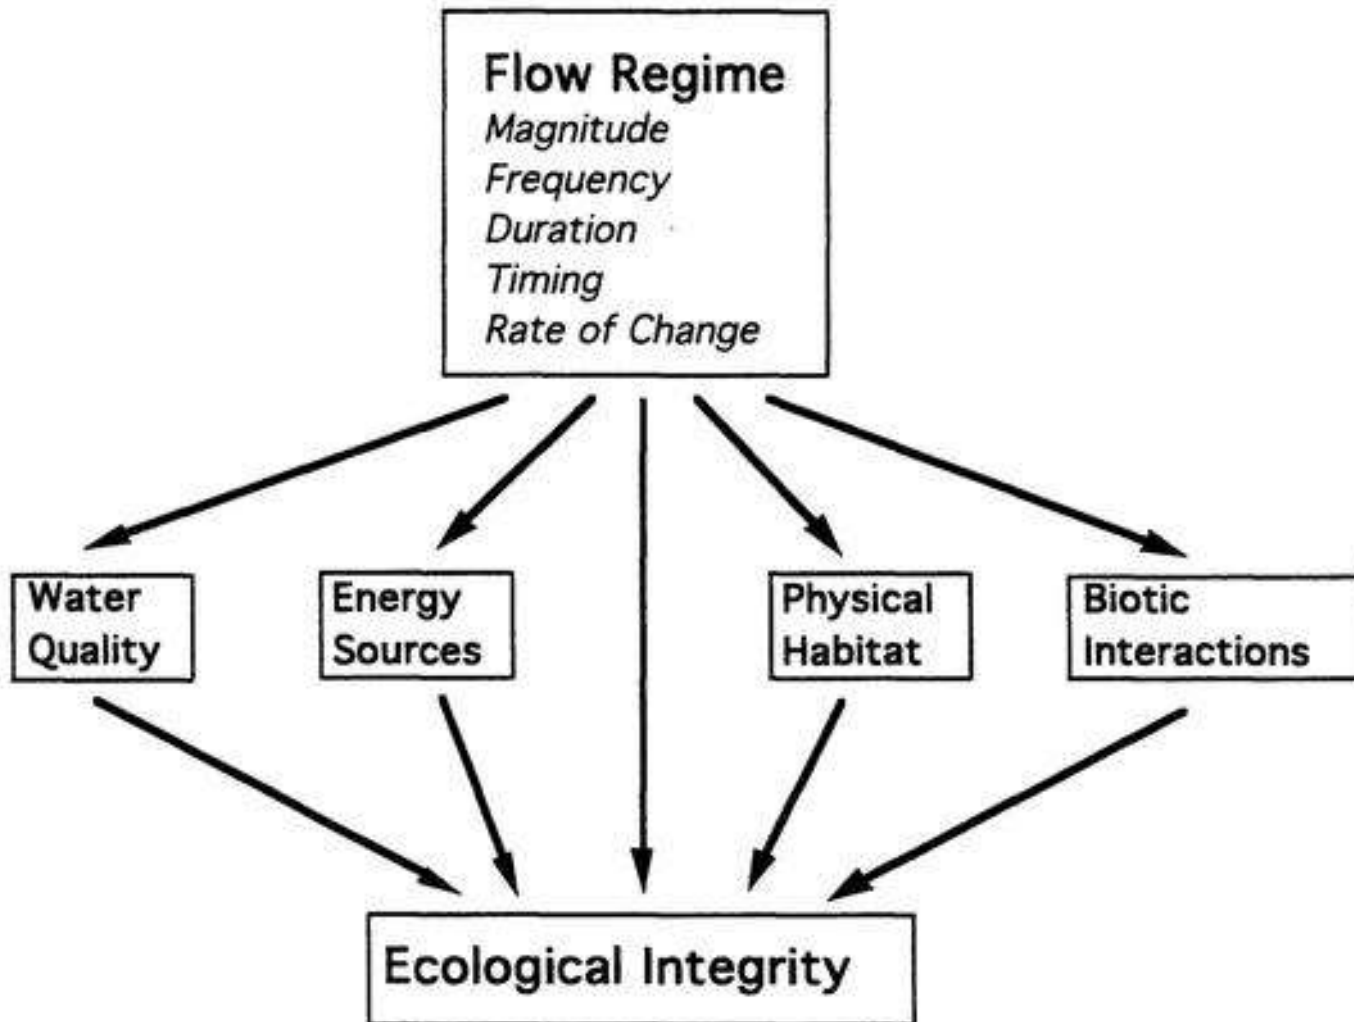 Flow Regime
Magnitude
Frequency
Duration
Timing
Rate of Change
Water
Quality
Energy
Sources
Physical
Habitat
Biotic
Interactions
Ecological Integrity